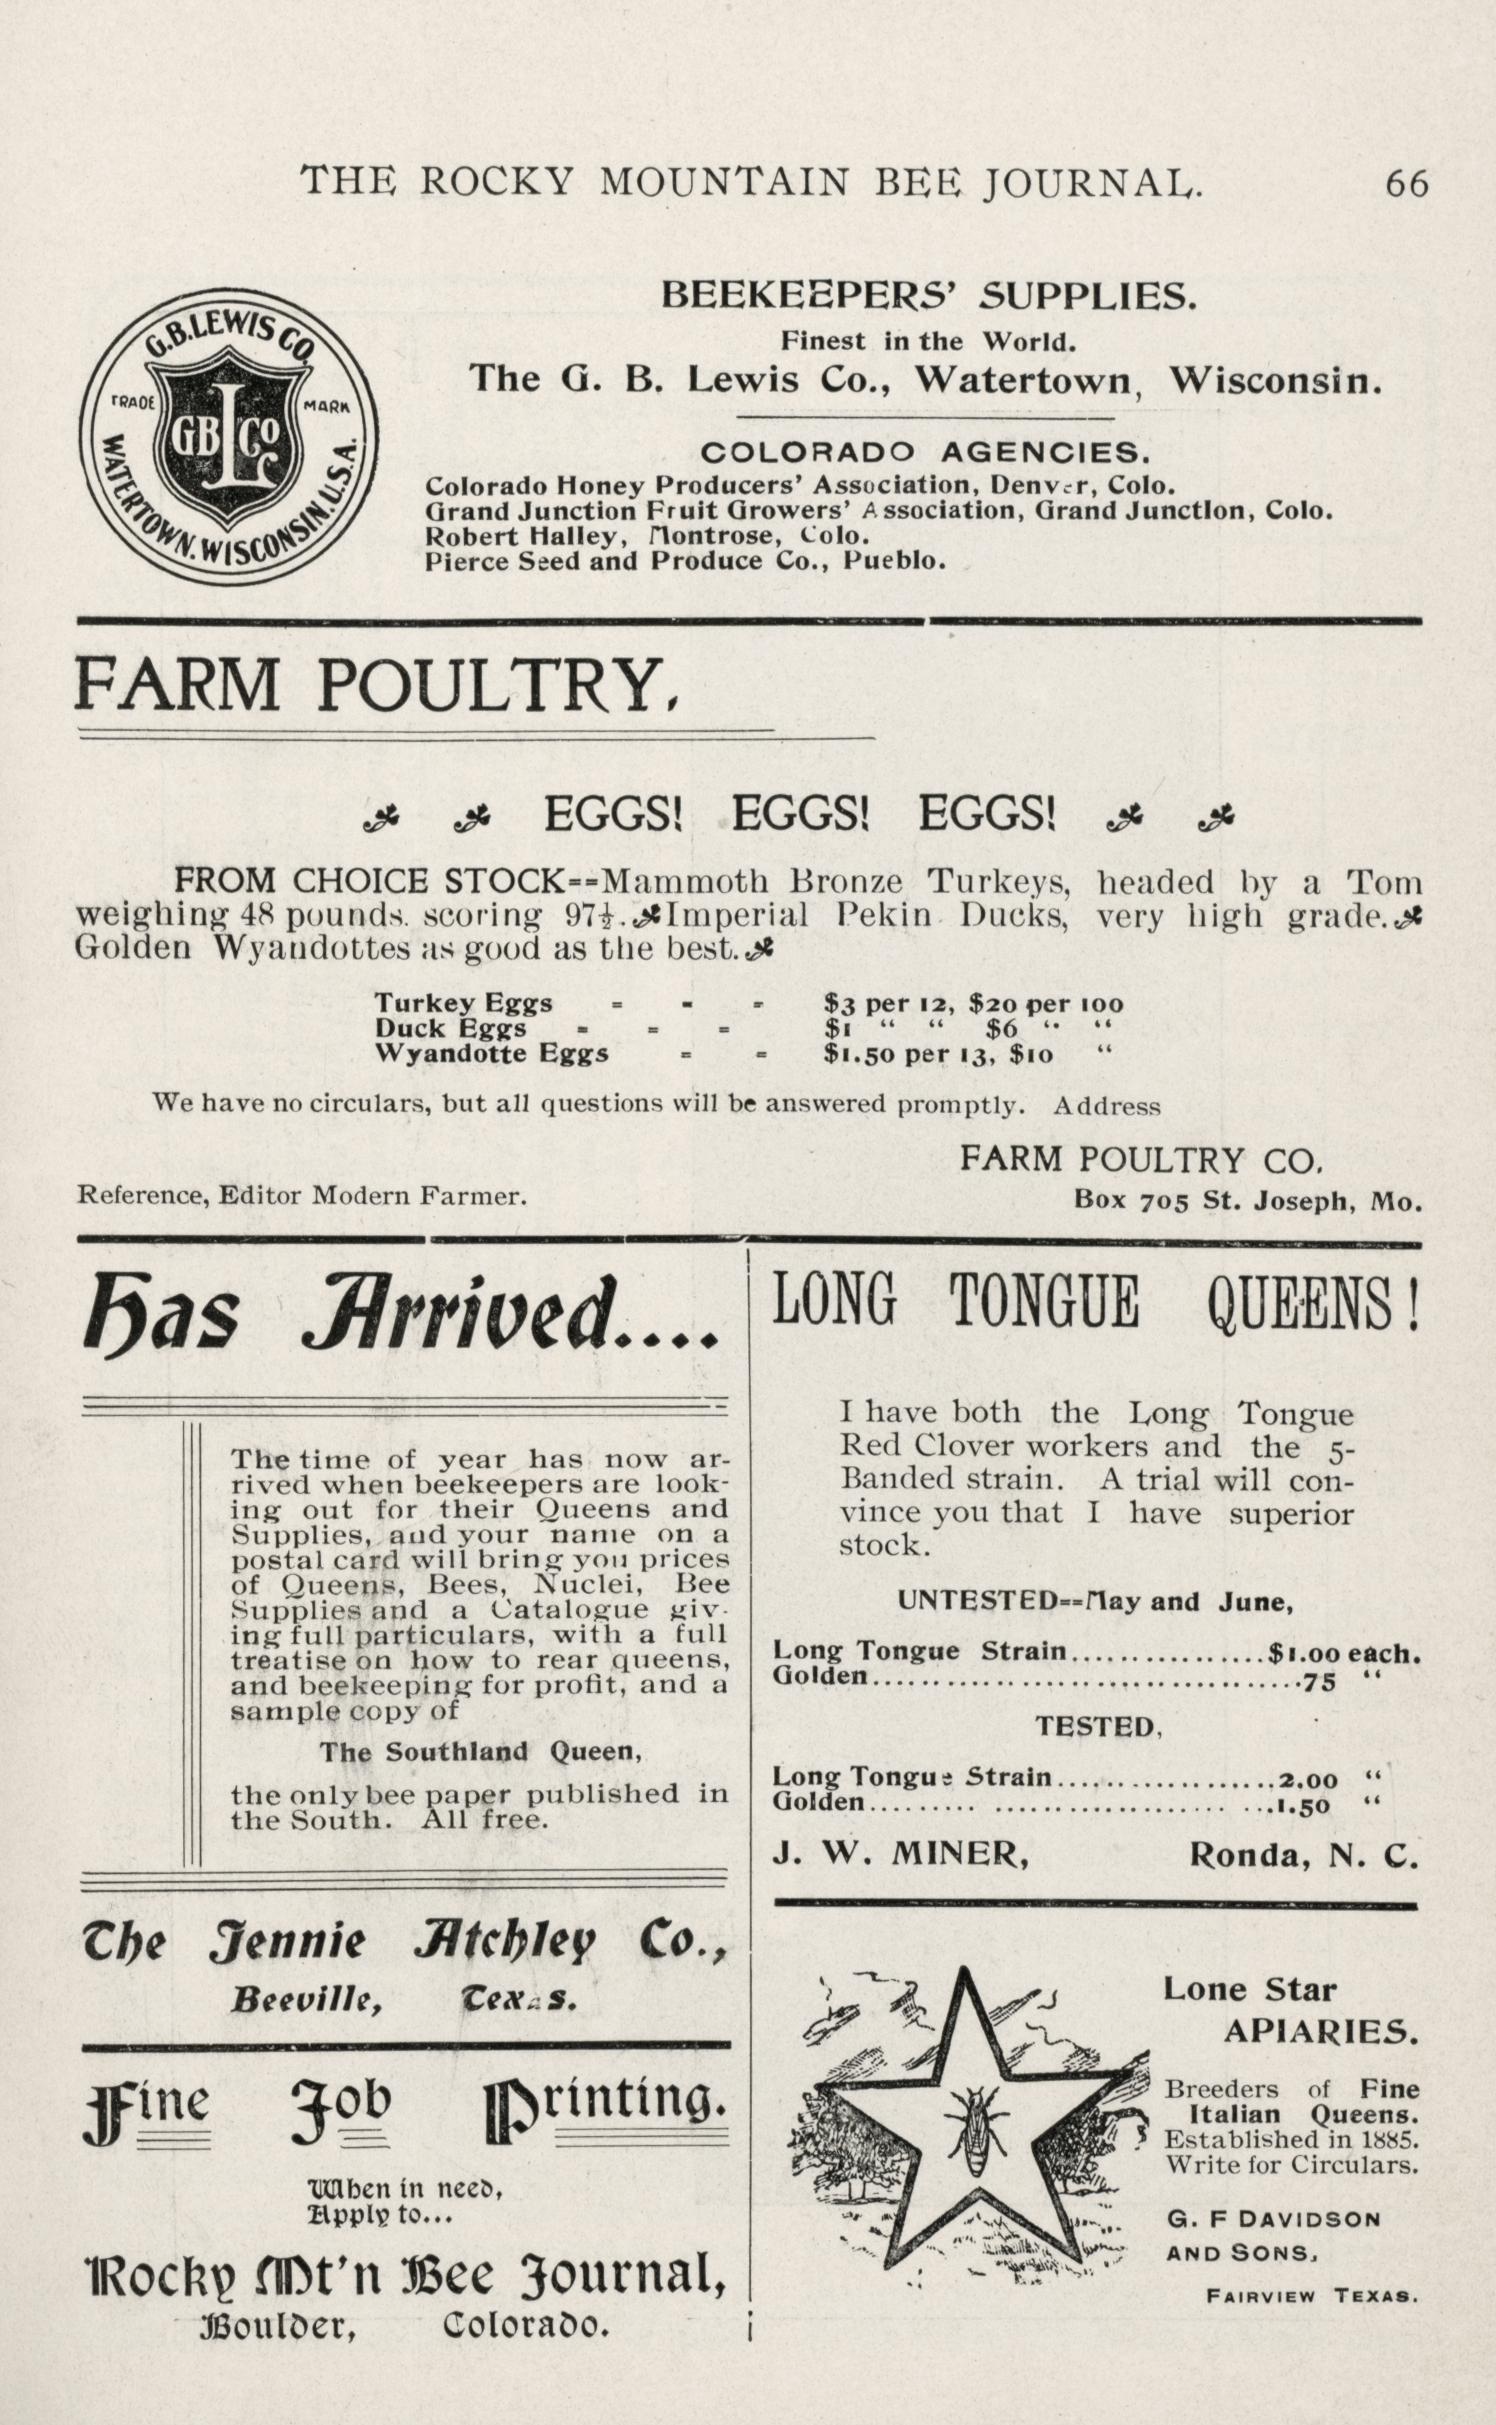 THE ROCKY MOUNTAIN BEE JOURNAL. 66
G.B.LEWIS CO.
TRADE MARK
GB L Co
WATERTOWN.WISCONSIN.U.S.A.
BEEKEEPERS' SUPPLIES.
Finest in the World.
The G. B. Lewis Co., Watertown, Wisconsin.
COLORADO AGENCIES.
Colorado Honey Producers' Association, Denver, Colo.
Grand Junction Fruit Growers' Association, Grand Junction, Colo.
Robert Halley, Montrose, Colo.
Pierce Seed and Produce Co., Pueblo.
FARM POULTRY.
EGGS! EGGS! EGGS!
FROM CHOICE STOCK--Mammoth Bronze Turkeys, headed by a Tom
weighing 48 pounds. scoring 97½. Imperial Pekin Ducks, very high grade.
Golden Wyandottes as good as the best.
Turkey Eggs - - - $3 per 12, $20 per 100
Duck Eggs - - - $1 “ “ $6 “ “
Wyandotte Eggs - - $1.50 per 13, $10 “
We have no circulars, but all questions will be answered promptly. Address
FARM POULTRY CO.
Reference, Editor Modern Farmer.
Box 705 St. Joseph, Mo.
Has Arrived....
The time of year has now ar-
rived when beekeepers are look-
ing out for their Queens and
Supplies, and your name on a
postal card will bring you prices
of Queens, Bees, Nuclei, Bee
Supplies and a Catalogue giv-
ing full particulars, with a full
treatise on how to rear queens,
and beekeeping for profit, and a
sample copy of
The Southland Queen,
the only bee paper published in
the South. All free.
The Jennie Atchley Co.,
Beeville, Texas.
Fine Job Printing.
When in need,
Apply to...
Rocky Mt'n Bee Journal,
Boulder, Colorado.
LONG TONGUE QUEENS!
I have both the Long Tongue
Red Clover workers and the 5-
Banded strain. A trial will con-
vince you that I have superior
stock.
UNTESTED--May and June,
Long Tongue Strain................$1.00 each.
Golden....................................75 “
TESTED,
Long Tongue Strain..................2.00 “
Golden......... ................... ...1.50 “
J. W. MINER, Ronda, N. C.
Lone Star
APIARIES.
Breeders of Fine
Italian Queens.
Established in 1885.
Write for Circulars.
G. F DAVIDSON
AND SONS,
FAIRVIEW TEXAS.